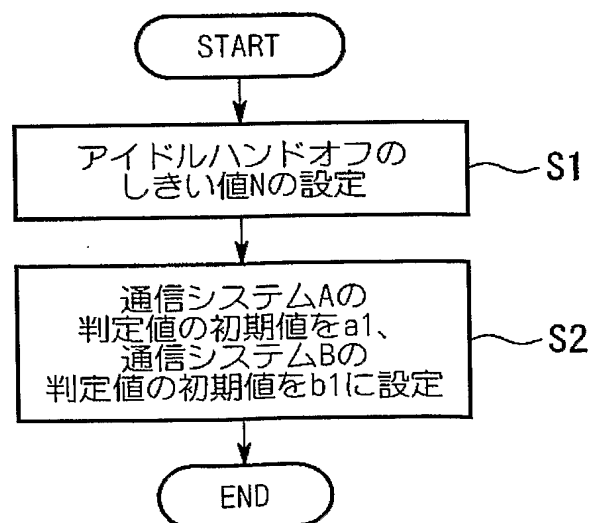 START
アイドルハンドオフの
しきい値Nの設定
S1
通信システムAの
判定値の初期値をa1、
通信システムBの
判定値の初期値をb1に設定
S2
END